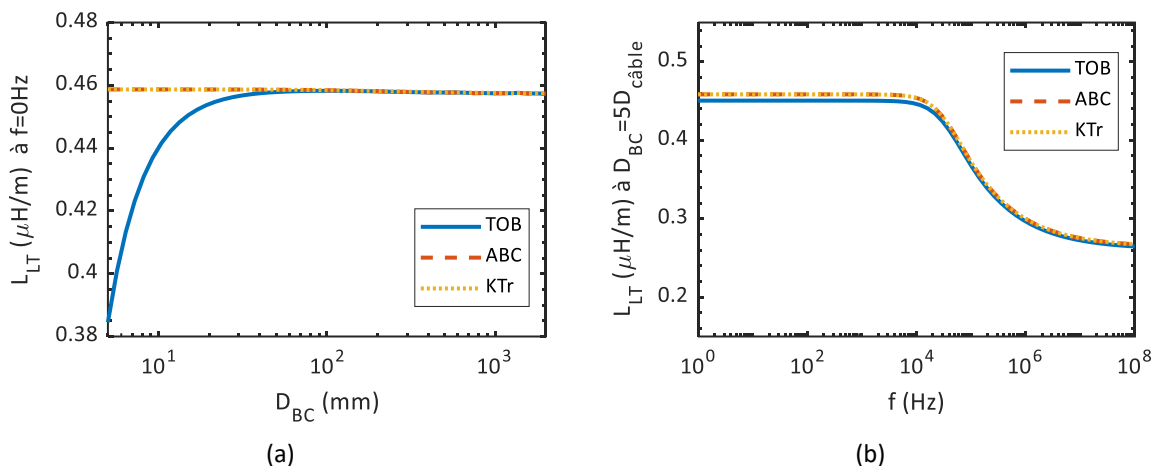 0.48
0.46
0.44
0.42
0.4
0.38
L_LT (μH/m) à f=0Hz
10^1
10^2
10^3
D_BC (mm)
TOB
ABC
KTr
(a)
0.5
0.4
0.3
0.2
L_LT (μH/m) à D_BC=5D_câble
10^0
10^2
10^4
10^6
10^8
f (Hz)
TOB
ABC
KTr
(b)